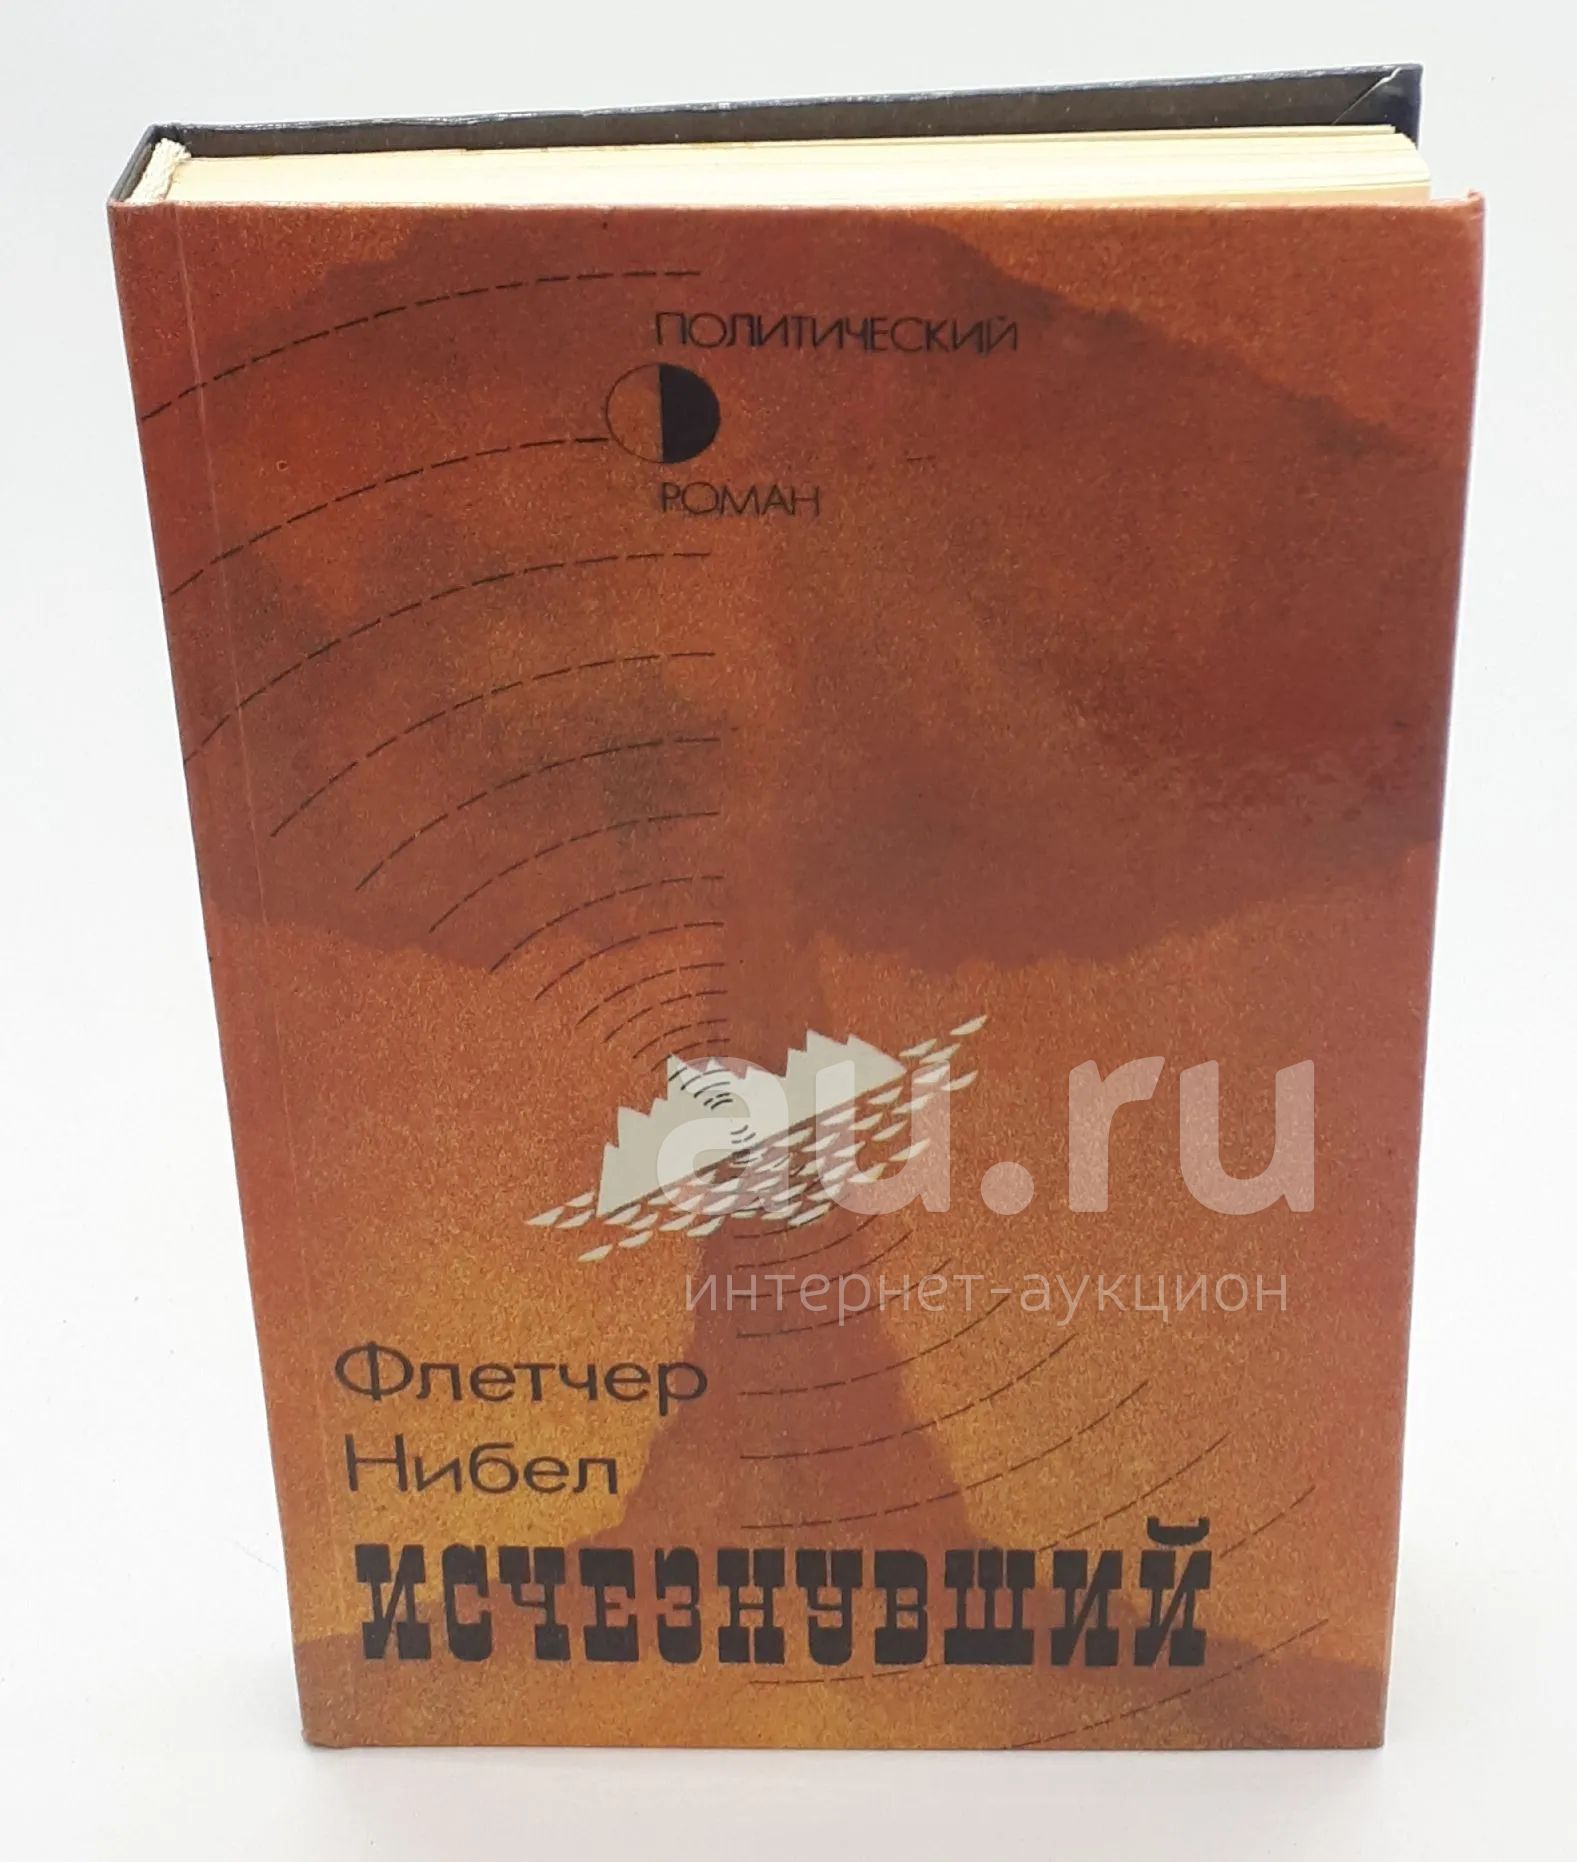 ПОЛИТИЧЕСКИЙ
РОМАН
au.ru
интернет-аукцион
Флетчер
Нибел
ИСЧЕЗНУВШИЙ